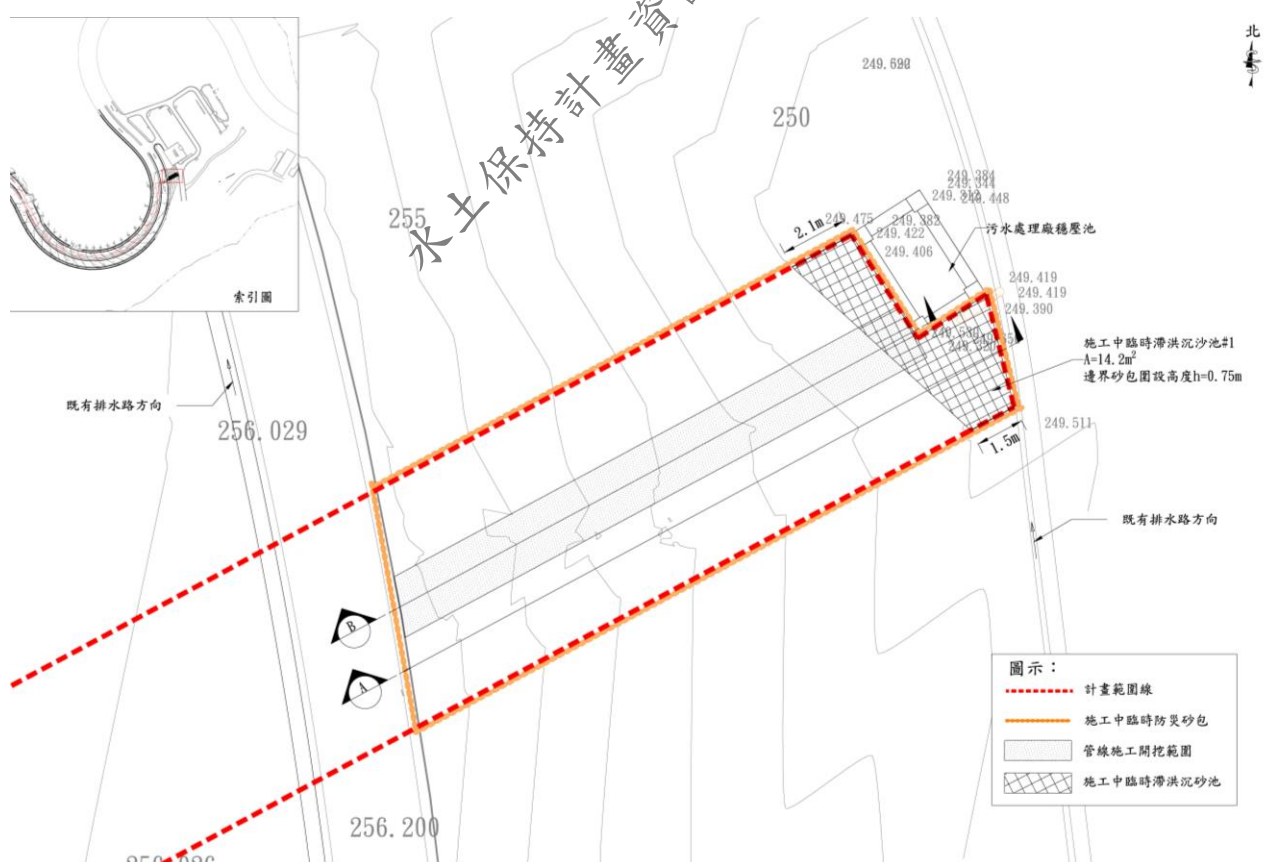 水土保持計畫資
北
索引圖
250
255
249.475
249.382
249.422
249.406
249.384
249.344
249.448
2.1m
污水處理廠穩壓池
249.419
249.419
249.390
施工中臨時滯洪沉沙池#1
A=14.2m²
邊界砂包圍設高度h=0.75m
249.511
1.5m
既有排水路方向
256.029
既有排水路方向
B
A
256.200
圖示：
計畫範圍線
施工中臨時防災砂包
管線施工開挖範圍
施工中臨時滯洪沉砂池